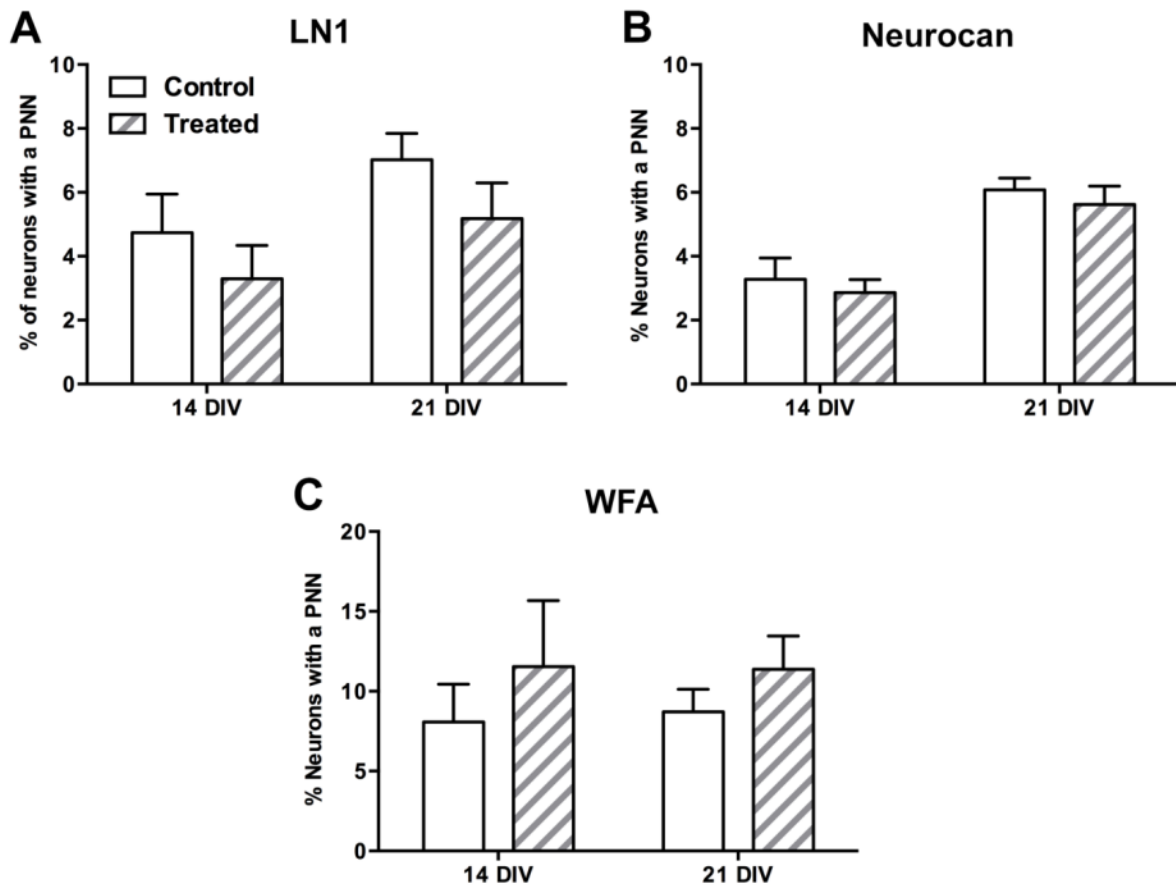 A
LN1
% of neurons with a PNN
10
8
6
4
2
0
Control
Treated
14 DIV
21 DIV
B
Neurocan
% Neurons with a PNN
10
8
6
4
2
0
14 DIV
21 DIV
C
WFA
% Neurons with a PNN
20
15
10
5
0
14 DIV
21 DIV